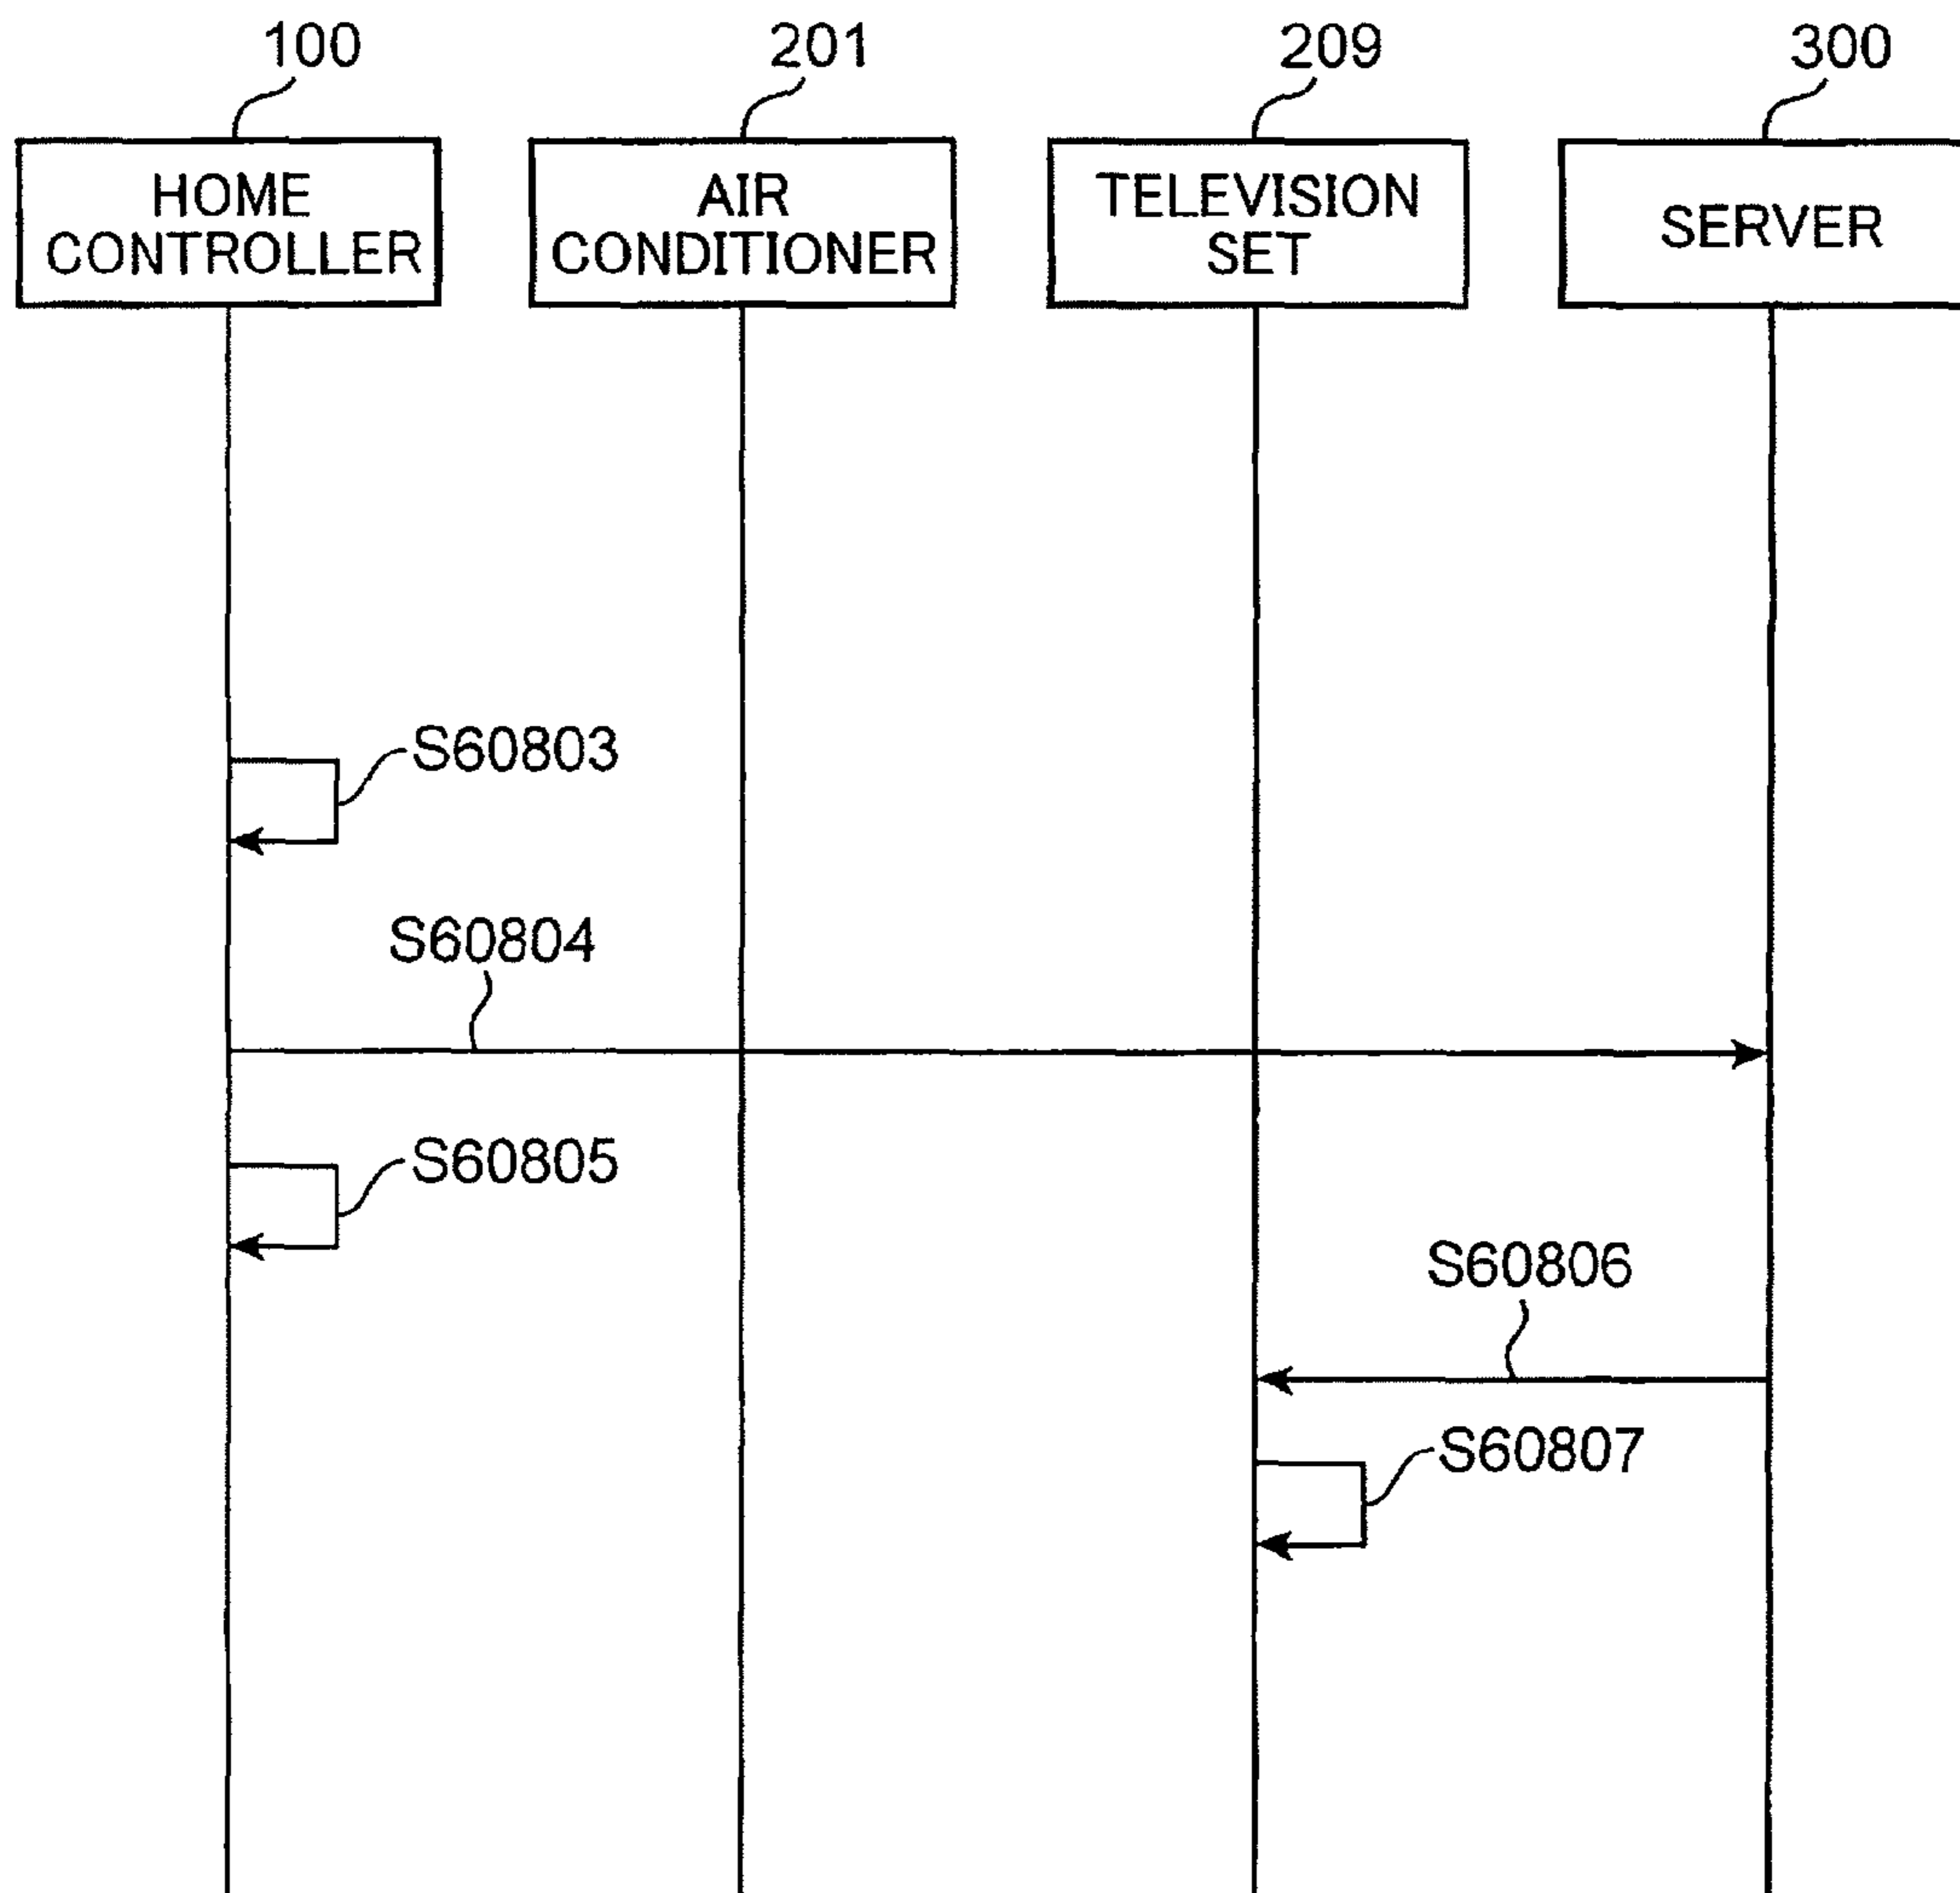 100
201
209
300
HOME
CONTROLLER
AIR
CONDITIONER
TELEVISION
SET
SERVER
S60803
S60804
S60805
S60806
S60807